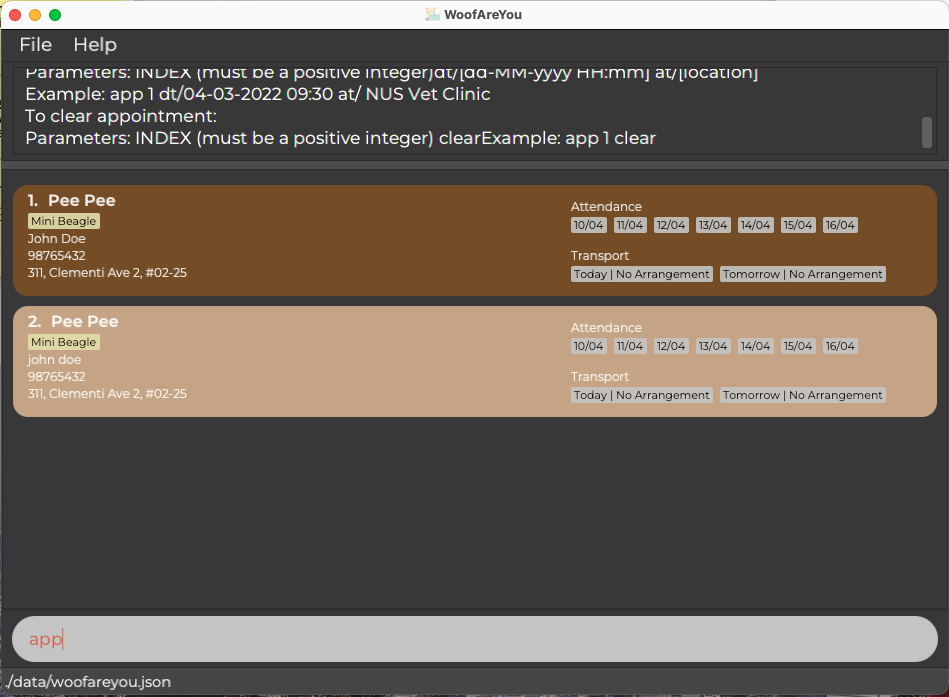 WoofAreYou
File Help
Parameters: INDEX (must be a positive integer)dt/[dd-MM-yyyy HH:mm] at/[location]
Example: app 1 dt/04-03-2022 09:30 at/ NUS Vet Clinic
To clear appointment:
Parameters: INDEX (must be a positive integer) clearExample: app 1 clear
1. Pee Pee
Mini Beagle
John Doe
98765432
311, Clementi Ave 2, #02-25
Attendance
10/04 11/04 12/04 13/04 14/04 15/04 16/04
Transport
Today | No Arrangement Tomorrow | No Arrangement
2. Pee Pee
Mini Beagle
john doe
98765432
311, Clementi Ave 2, #02-25
Attendance
10/04 11/04 12/04 13/04 14/04 15/04 16/04
Transport
Today | No Arrangement Tomorrow | No Arrangement
app
./data/woofareyou.json